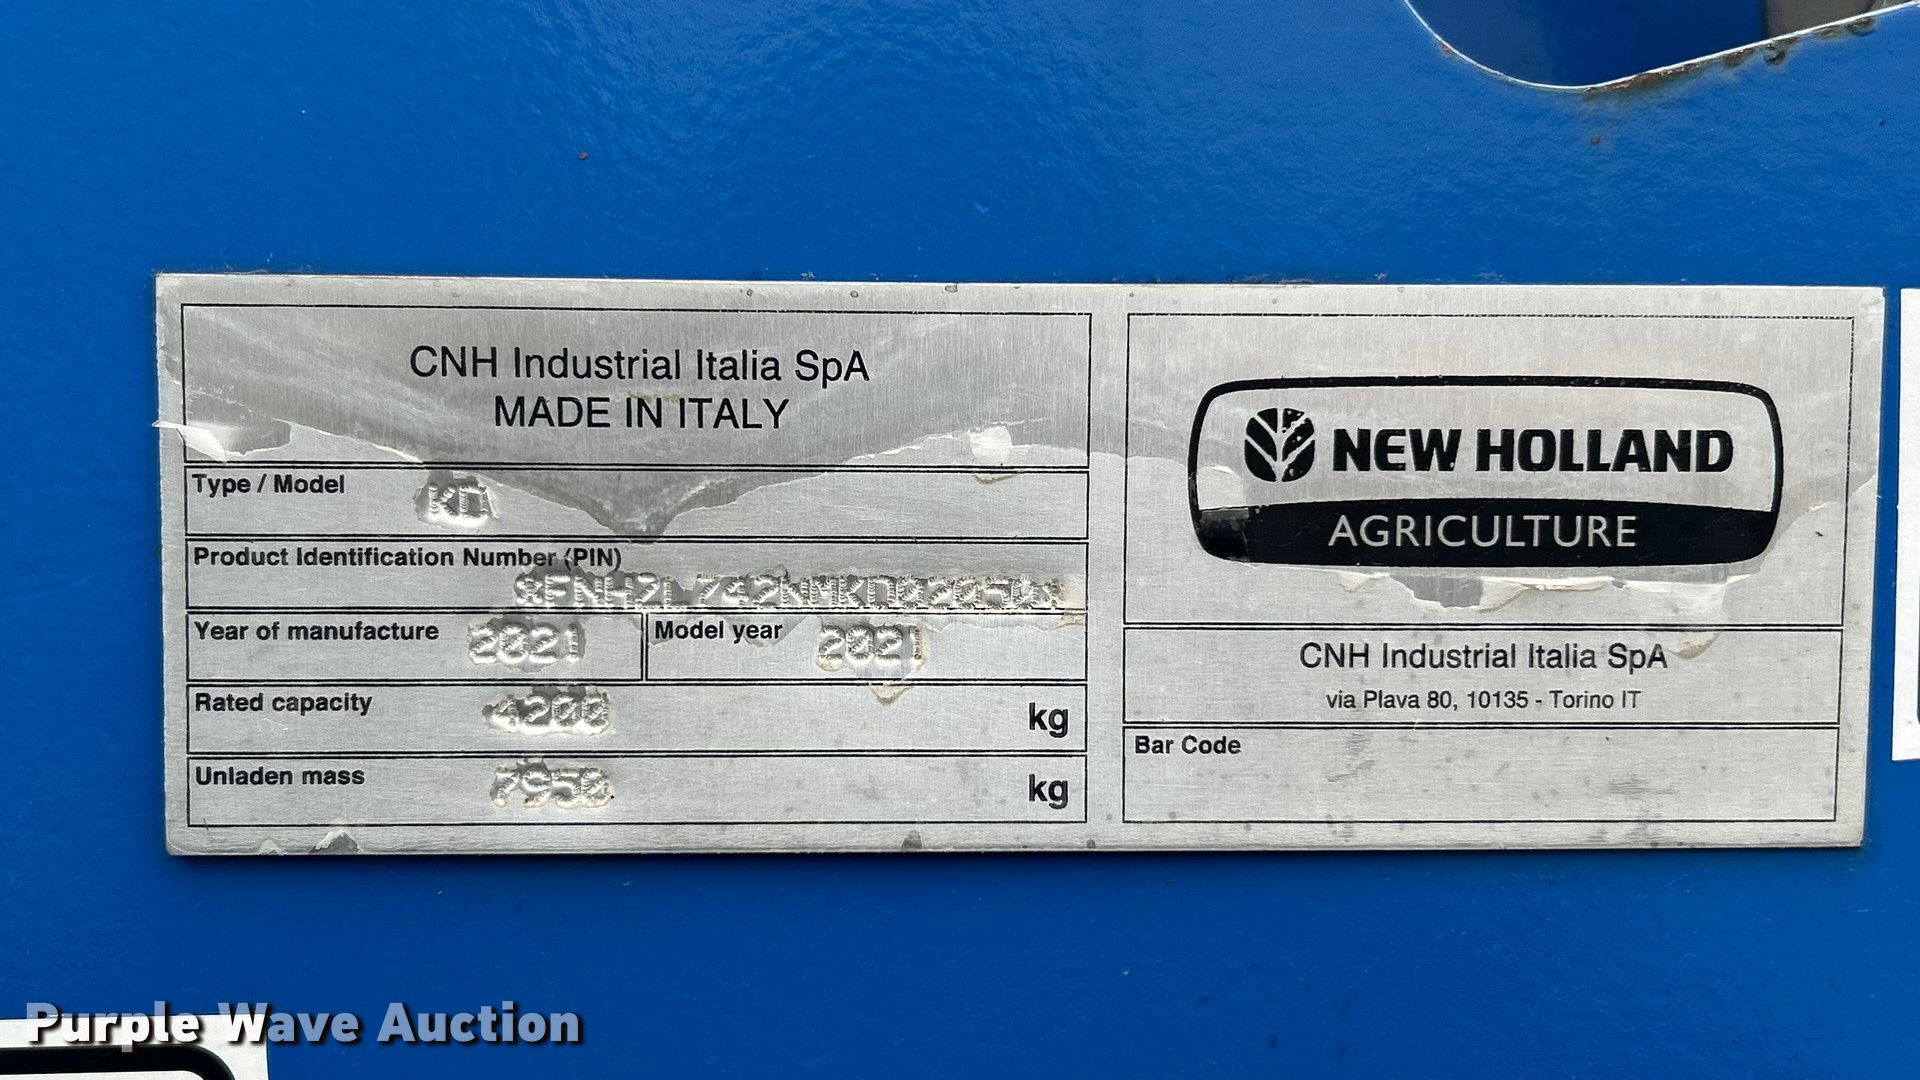 CNH Industrial Italia SpA
MADE IN ITALY
Type / Model
Product Identification Number (PIN)
Year of manufacture 2021
Model year 2021
Rated capacity 4200 kg
Unladen mass 7950 kg
NEW HOLLAND
AGRICULTURE
CNH Industrial Italia SpA
via Plava 80, 10135 - Torino IT
Bar Code
Purple Wave Auction